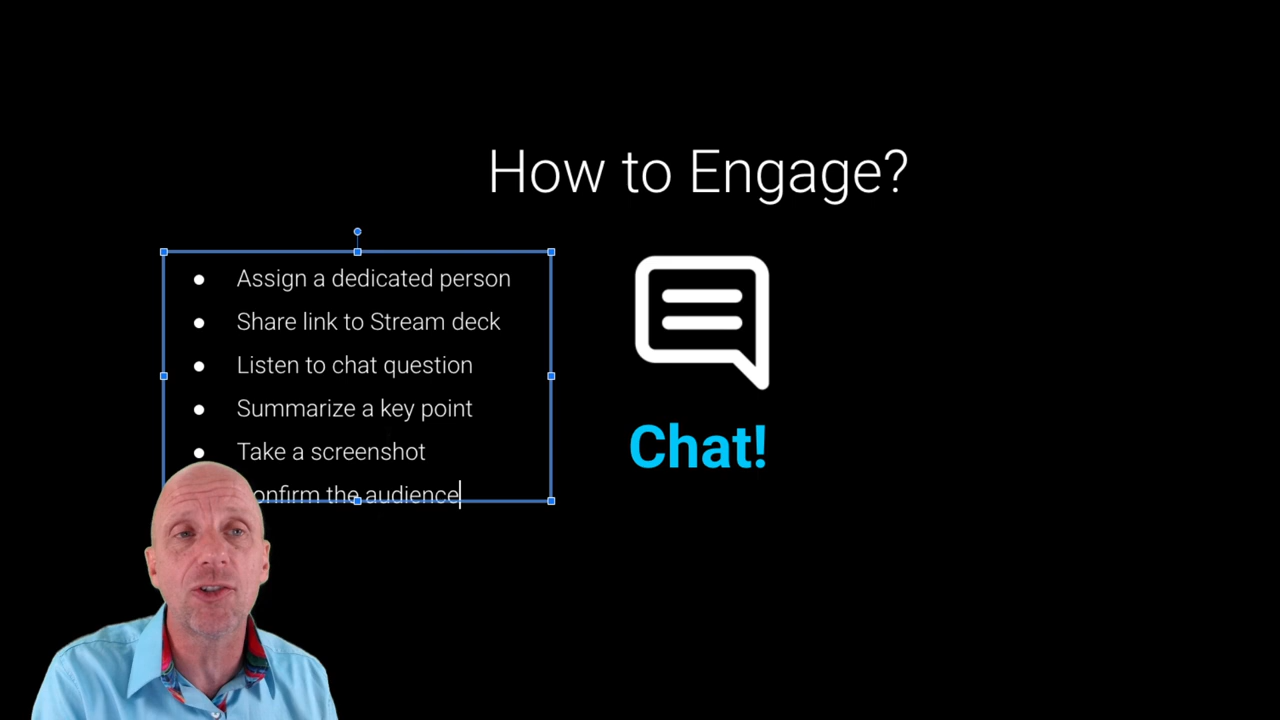 How to Engage?
Assign a dedicated person
Share link to Stream deck
Listen to chat question
Summarize a key point
Take a screenshot
onfirm the audience
Chat!